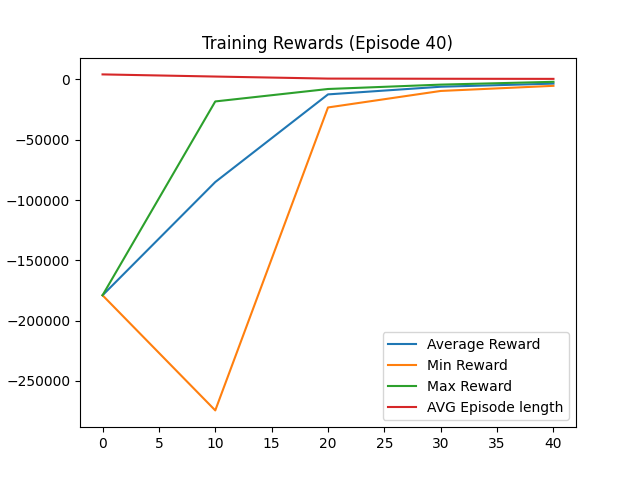 Training Rewards (Episode 40)
0
−50000
−100000
−150000
−200000
−250000
0 5 10 15 20 25 30 35 40
Average Reward
Min Reward
Max Reward
AVG Episode length